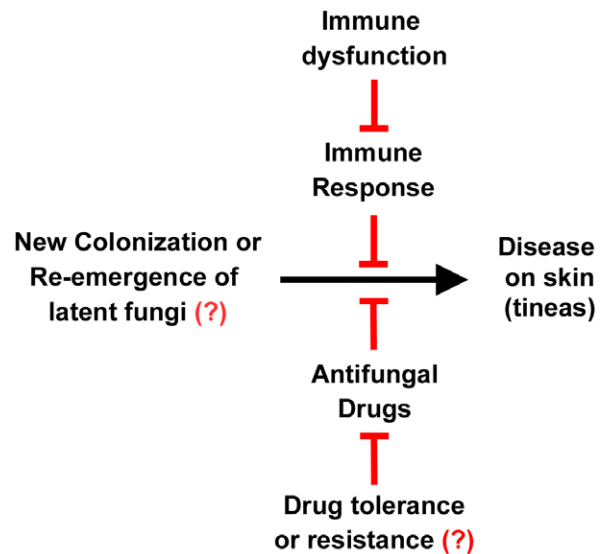 Immune
dysfunction
Immune
Response
New Colonization or
Re-emergence of
latent fungi (?)
Disease
on skin
(tineas)
Antifungal
Drugs
Drug tolerance
or resistance (?)